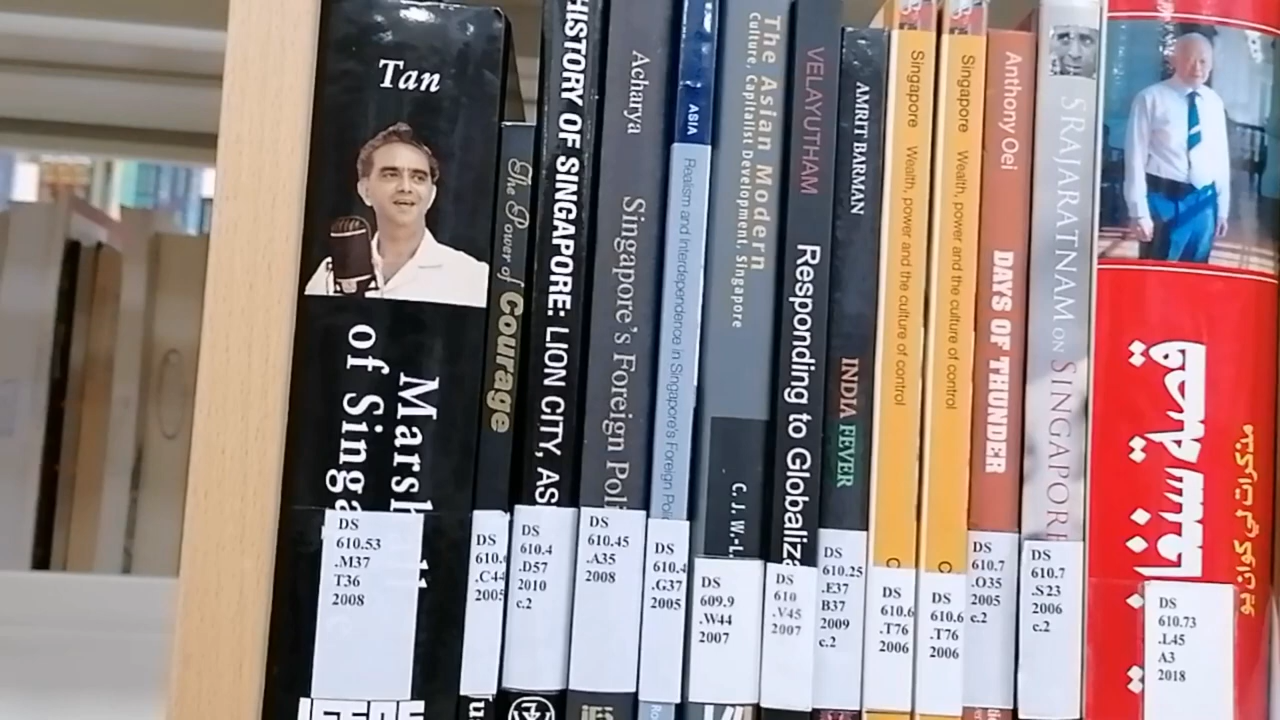 Tan
Marsh
of Singa
DS
610.53
.M37
T36
2008
The Power of Courage
DS
.C44
2005
HISTORY OF SINGAPORE: LION CITY, AS
DS
610.4
.D57
2010
c.2
Acharya
Singapore's Foreign Poli
DS
610.45
.A35
2008
ASIA
Realism and Interdependence in Singapore's Foreign Poli
DS
610.4
.G37
2005
The Asian Modern
Culture, Capitalist Development, Singapore
C. J. W.-L.
DS
609.9
.W44
2007
VELAYUTHAM
Responding to Globaliza
DS
610
.V45
2007
AMRIT BARMAN
INDIA FEVER
DS
610.25
.E37
B37
2009
c.2
Singapore Wealth, power and the culture of control
DS
610.6
.T76
2006
Singapore Wealth, power and the culture of control
DS
610.6
.T76
2006
Anthony Oei
DAYS OF THUNDER
DS
610.7
.O35
2005
c.2
S RAJARATNAM ON SINGAPORE
DS
610.7
.S23
2006
c.2
قصة سنغافورة
مذكرات لي كوان يو
DS
610.73
.L45
A3
2018